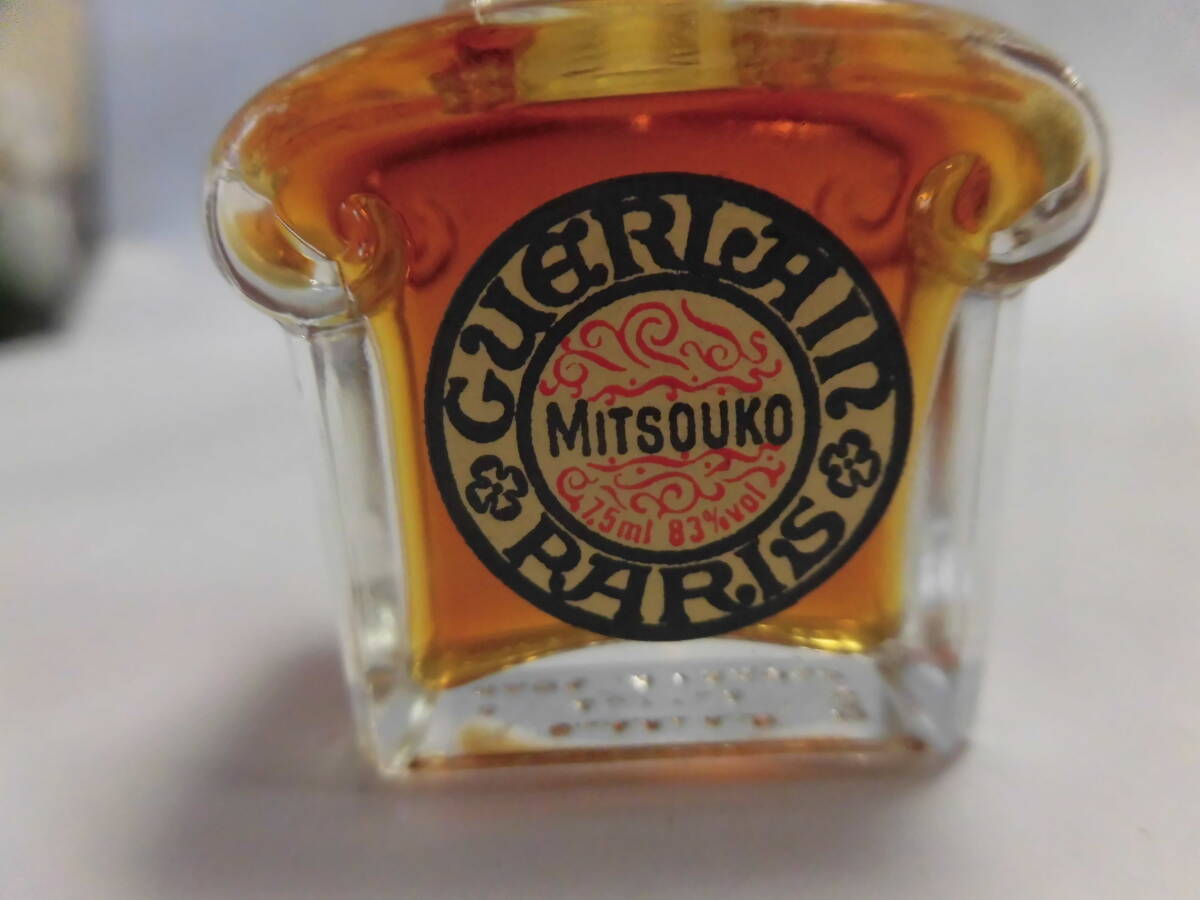 GUERLAIN
MITSOUKO
7,5ml 83%vol
PARIS